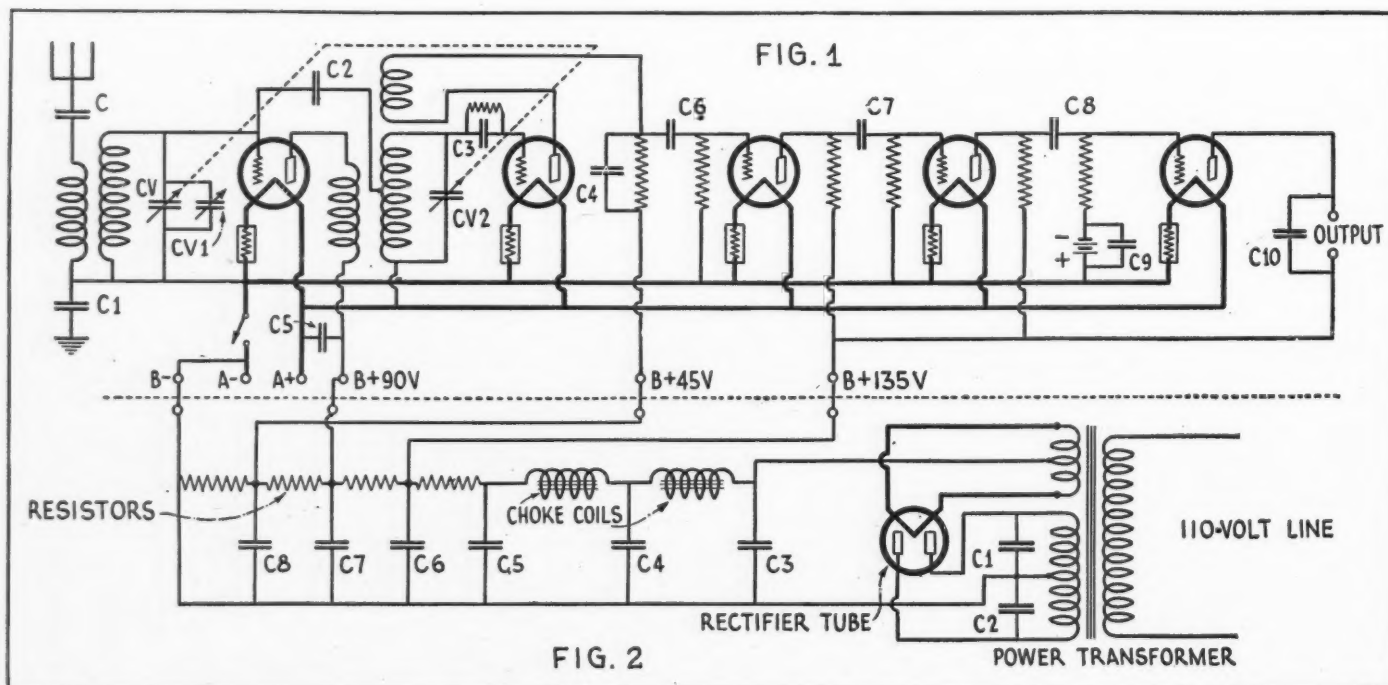 FIG. 1
C
C2
C3
C6
C7
C8
CV
CV1
CV2
C4
C1
C5
C9
C10
OUTPUT
−
+
B-
A-
A+
B+90V
B+45V
B+135V
RESISTORS
CHOKE COILS
C8
C7
C6
C5
C4
C3
C1
C2
110-VOLT LINE
RECTIFIER TUBE
POWER TRANSFORMER
FIG. 2